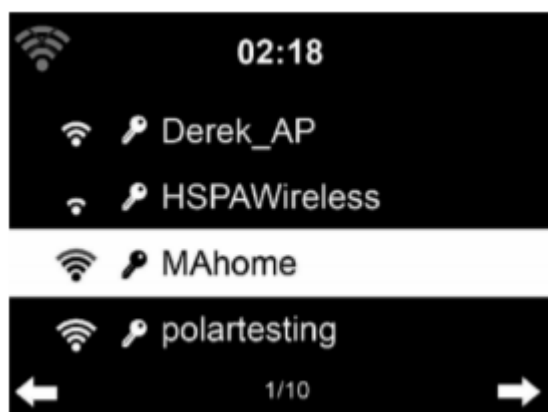 02:18
Derek_AP
HSPAWireless
MAhome
polartesting
1/10